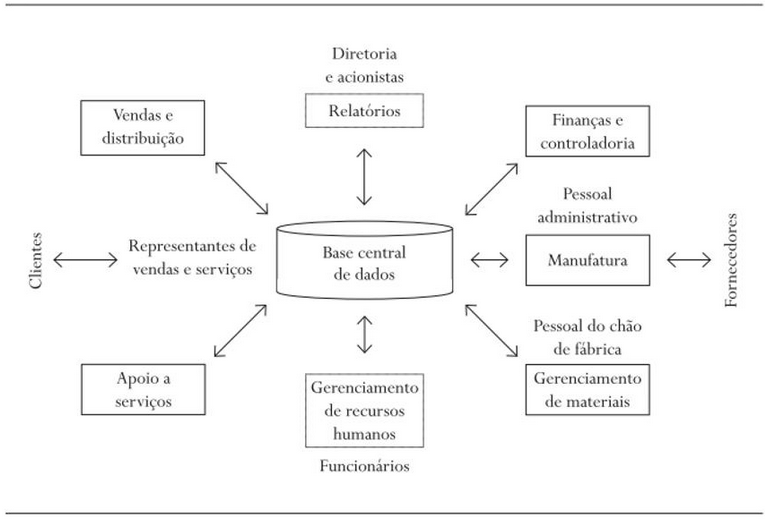 Diretoria
e acionistas
Relatórios
Vendas e
distribuição
Finanças e
controladoria
Pessoal
administrativo
Clientes
Representantes de
vendas e serviços
Base central
de dados
Manufatura
Fornecedores
Pessoal do chão
de fábrica
Apoio a
serviços
Gerenciamento
de recursos
humanos
Gerenciamento
de materiais
Funcionários